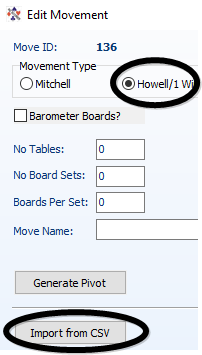 Edit Movement
Move ID: 136
Movement Type
Mitchell Howell/1 Wi
Barometer Boards?
No Tables: 0
No Board Sets: 0
Boards Per Set: 0
Move Name:
Generate Pivot
Import from CSV